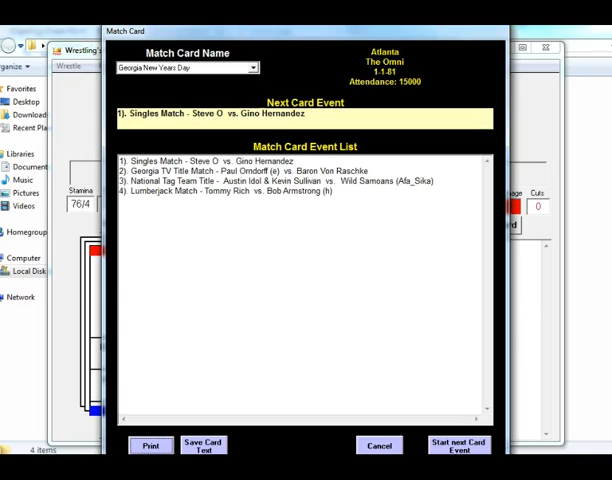 Match Card
Wrestling's
Wrestle
Match Card Name
Georgia New Years Day
Atlanta
The Omni
1-1-81
Attendance: 15000
Next Card Event
1). Singles Match - Steve O vs. Gino Hernandez
Match Card Event List
1). Singles Match - Steve O vs. Gino Hernandez
2). Georgia TV Title Match - Paul Orndorff (e) vs. Baron Von Raschke
3). National Tag Team Title - Austin Idol & Kevin Sullivan vs. Wild Samoans (Afa_Sika)
4). Lumberjack Match - Tommy Rich vs. Bob Armstrong (h)
Print
Save Card
Text
Cancel
Start next Card
Event
Stamina
76/4
Cuts
0
Favorites
Desktop
Download
Recent Pla
Libraries
Document
Music
Pictures
Videos
Homegroup
Computer
Local Disk
Network
4 items